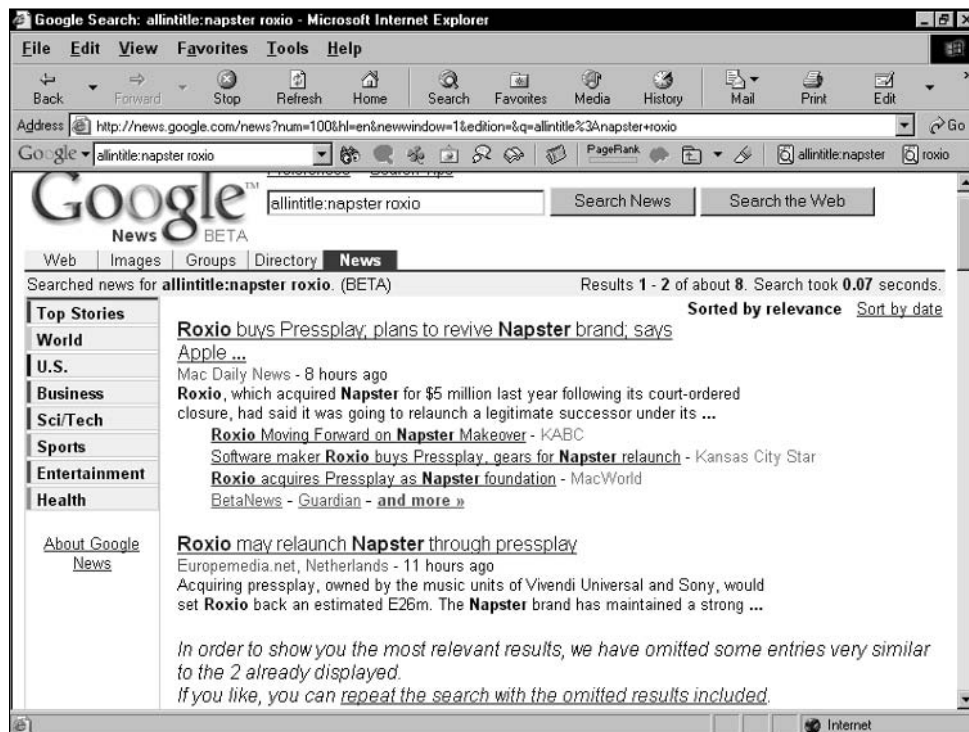 Google Search: allintitle:napster roxio - Microsoft Internet Explorer
File Edit View Favorites Tools Help
Back Forward Stop Refresh Home Search Favorites Media History Mail Print Edit
Address http://news.google.com/news?num=100&hl=en&newwindow=1&edition=&q=allintitle%3Anapster+roxio Go
Google allintitle:napster roxio PageRank allintitle:napster roxio
Preferences Search Tips
Google™ allintitle:napster roxio Search News Search the Web
News BETA
Web Images Groups Directory News
Searched news for allintitle:napster roxio. (BETA) Results 1 - 2 of about 8. Search took 0.07 seconds.
Sorted by relevance Sort by date
Top Stories
World
U.S.
Business
Sci/Tech
Sports
Entertainment
Health
About Google
News
Roxio buys Pressplay; plans to revive Napster brand; says
Apple ...
Mac Daily News - 8 hours ago
Roxio, which acquired Napster for $5 million last year following its court-ordered
closure, had said it was going to relaunch a legitimate successor under its ...
Roxio Moving Forward on Napster Makeover - KABC
Software maker Roxio buys Pressplay, gears for Napster relaunch - Kansas City Star
Roxio acquires Pressplay as Napster foundation - MacWorld
BetaNews - Guardian - and more »
Roxio may relaunch Napster through pressplay
Europemedia.net, Netherlands - 11 hours ago
Acquiring pressplay, owned by the music units of Vivendi Universal and Sony, would
set Roxio back an estimated E26m. The Napster brand has maintained a strong ...
In order to show you the most relevant results, we have omitted some entries very similar
to the 2 already displayed.
If you like, you can repeat the search with the omitted results included.
Internet